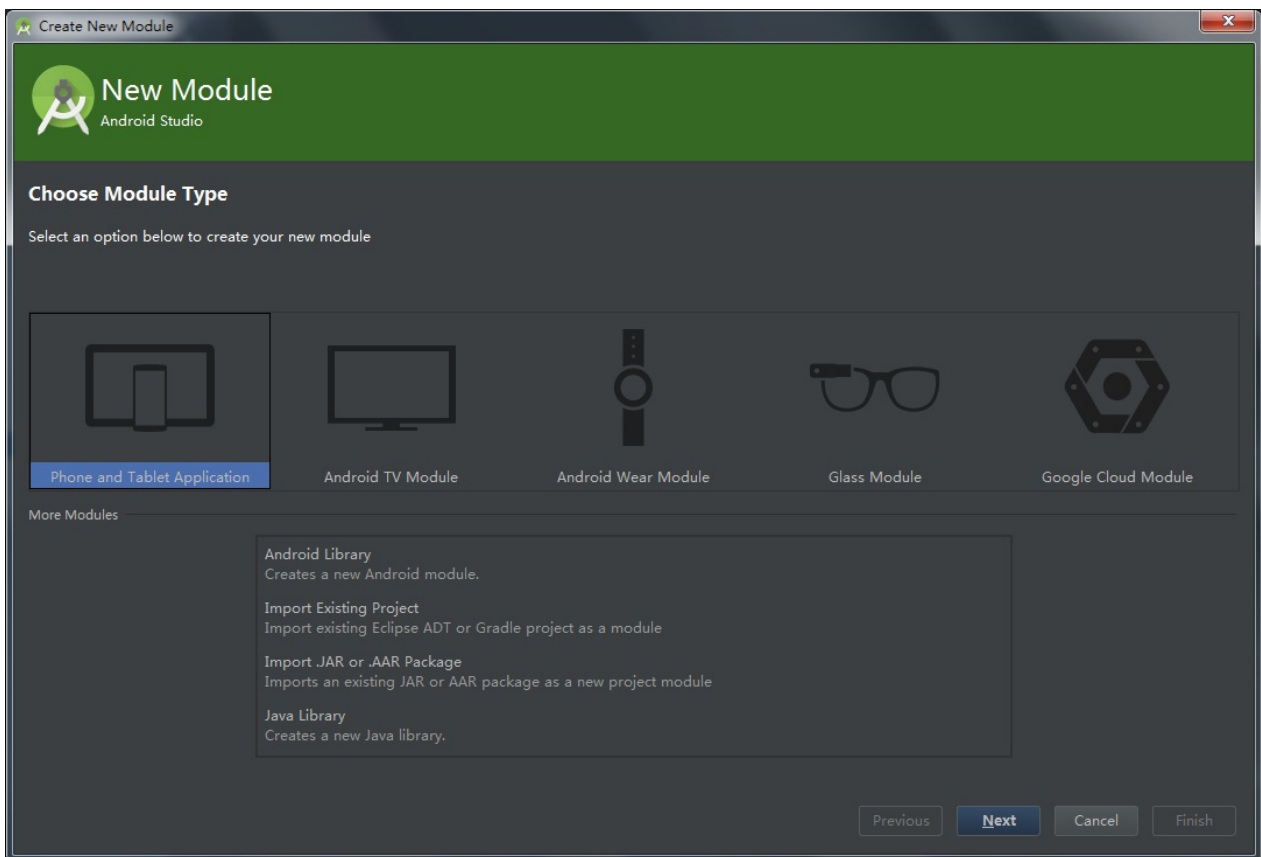 Create New Module
New Module
Android Studio
Choose Module Type
Select an option below to create your new module
Phone and Tablet Application
Android TV Module
Android Wear Module
Glass Module
Google Cloud Module
More Modules
Android Library
Creates a new Android module.
Import Existing Project
Import existing Eclipse ADT or Gradle project as a module
Import .JAR or .AAR Package
Imports an existing JAR or AAR package as a new project module
Java Library
Creates a new Java library.
Previous
Next
Cancel
Finish